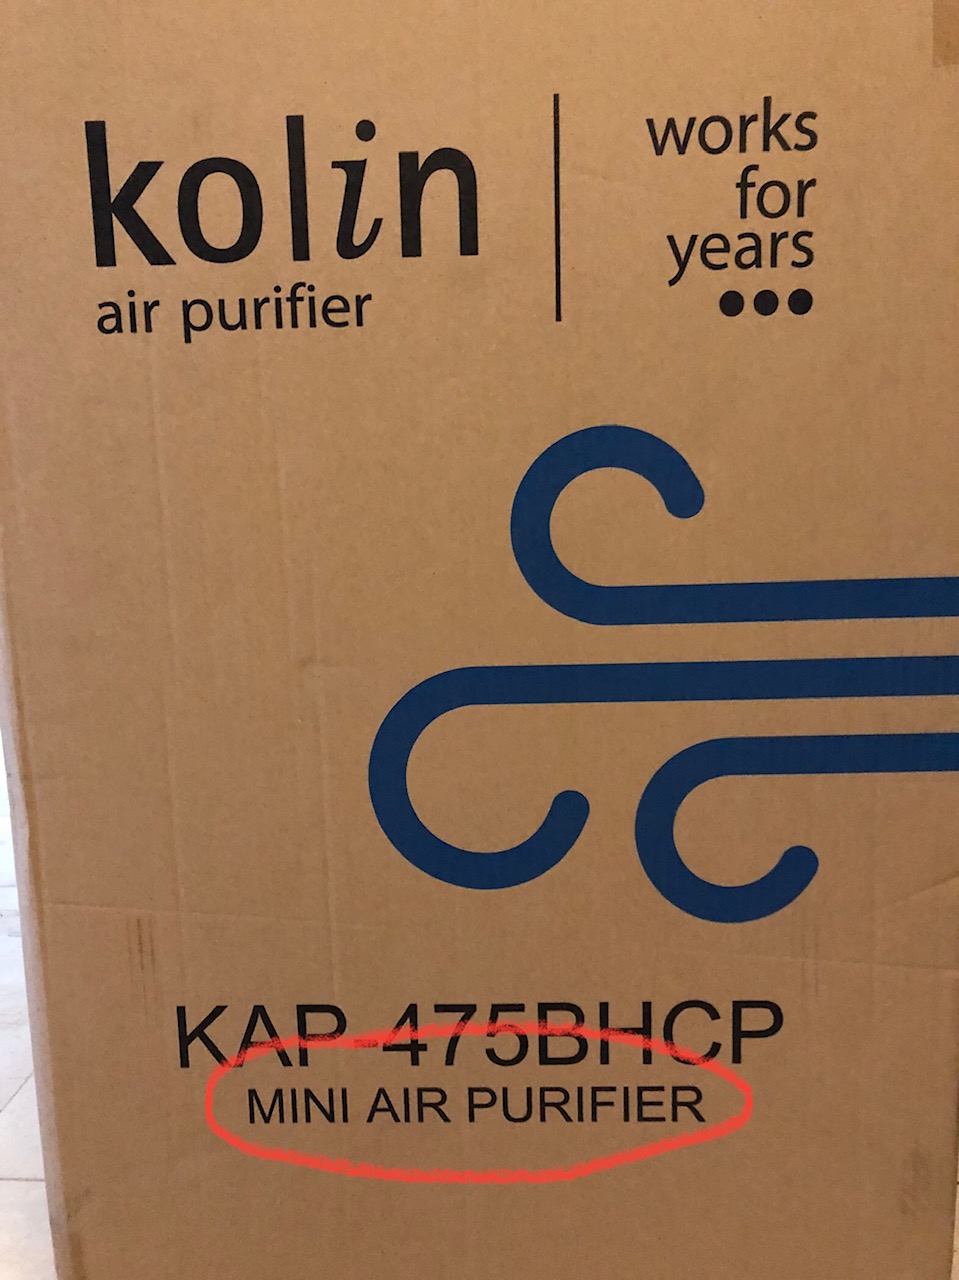 kolin
air purifier
works
for
years
KAP-475BHCP
MINI AIR PURIFIER